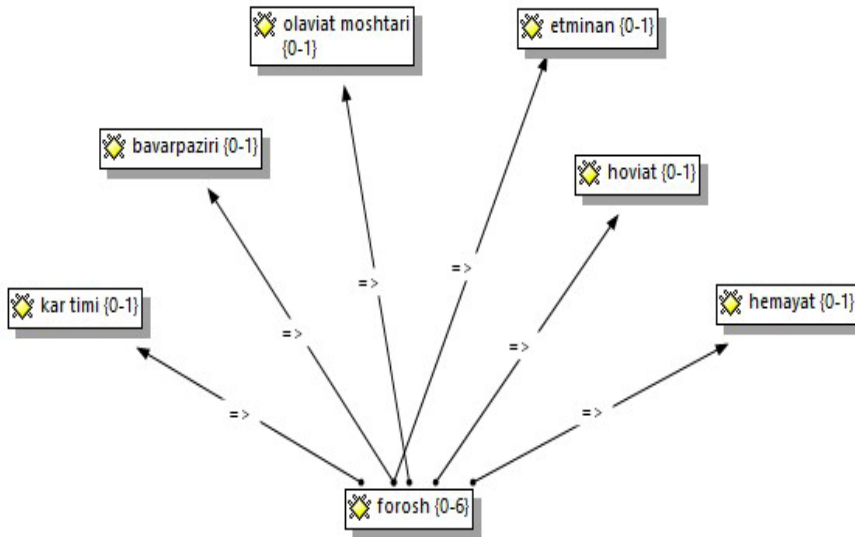 olaviat moshtari
{0-1}
etminan {0-1}
bavarpaziri {0-1}
hoviat {0-1}
kar timi {0-1}
hemayat {0-1}
=>
=>
=>
=>
=>
=>
forosh {0-6}